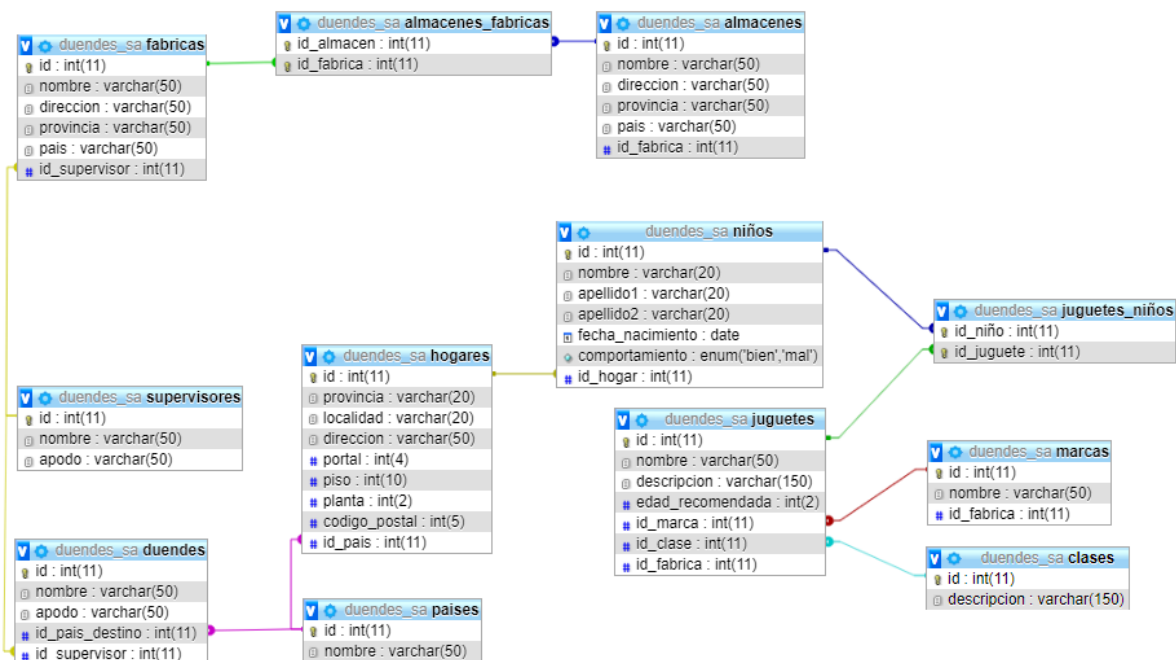 duendes_sa fabricas
id : int(11)
nombre : varchar(50)
direccion : varchar(50)
provincia : varchar(50)
pais : varchar(50)
id_supervisor : int(11)
duendes_sa almacenes_fabricas
id_almacen : int(11)
id_fabrica : int(11)
duendes_sa almacenes
id : int(11)
nombre : varchar(50)
direccion : varchar(50)
provincia : varchar(50)
pais : varchar(50)
id_fabrica : int(11)
duendes_sa niños
id : int(11)
nombre : varchar(20)
apellido1 : varchar(20)
apellido2 : varchar(20)
fecha_nacimiento : date
comportamiento : enum('bien','mal')
id_hogar : int(11)
duendes_sa juguetes_niños
id_niño : int(11)
id_juguete : int(11)
duendes_sa hogares
id : int(11)
provincia : varchar(20)
localidad : varchar(20)
direccion : varchar(50)
portal : int(4)
piso : int(10)
planta : int(2)
codigo_postal : int(5)
id_pais : int(11)
duendes_sa supervisores
id : int(11)
nombre : varchar(50)
apodo : varchar(50)
duendes_sa juguetes
id : int(11)
nombre : varchar(50)
descripcion : varchar(150)
edad_recomendada : int(2)
id_marca : int(11)
id_clase : int(11)
id_fabrica : int(11)
duendes_sa marcas
id : int(11)
nombre : varchar(50)
id_fabrica : int(11)
duendes_sa clases
id : int(11)
descripcion : varchar(150)
duendes_sa duendes
id : int(11)
nombre : varchar(50)
apodo : varchar(50)
id_pais_destino : int(11)
id_supervisor : int(11)
duendes_sa paises
id : int(11)
nombre : varchar(50)